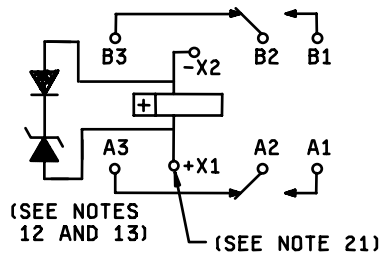 B3 B2 B1
-X2
+
A3 +X1 A2 A1
(SEE NOTES
12 AND 13)
(SEE NOTE 21)